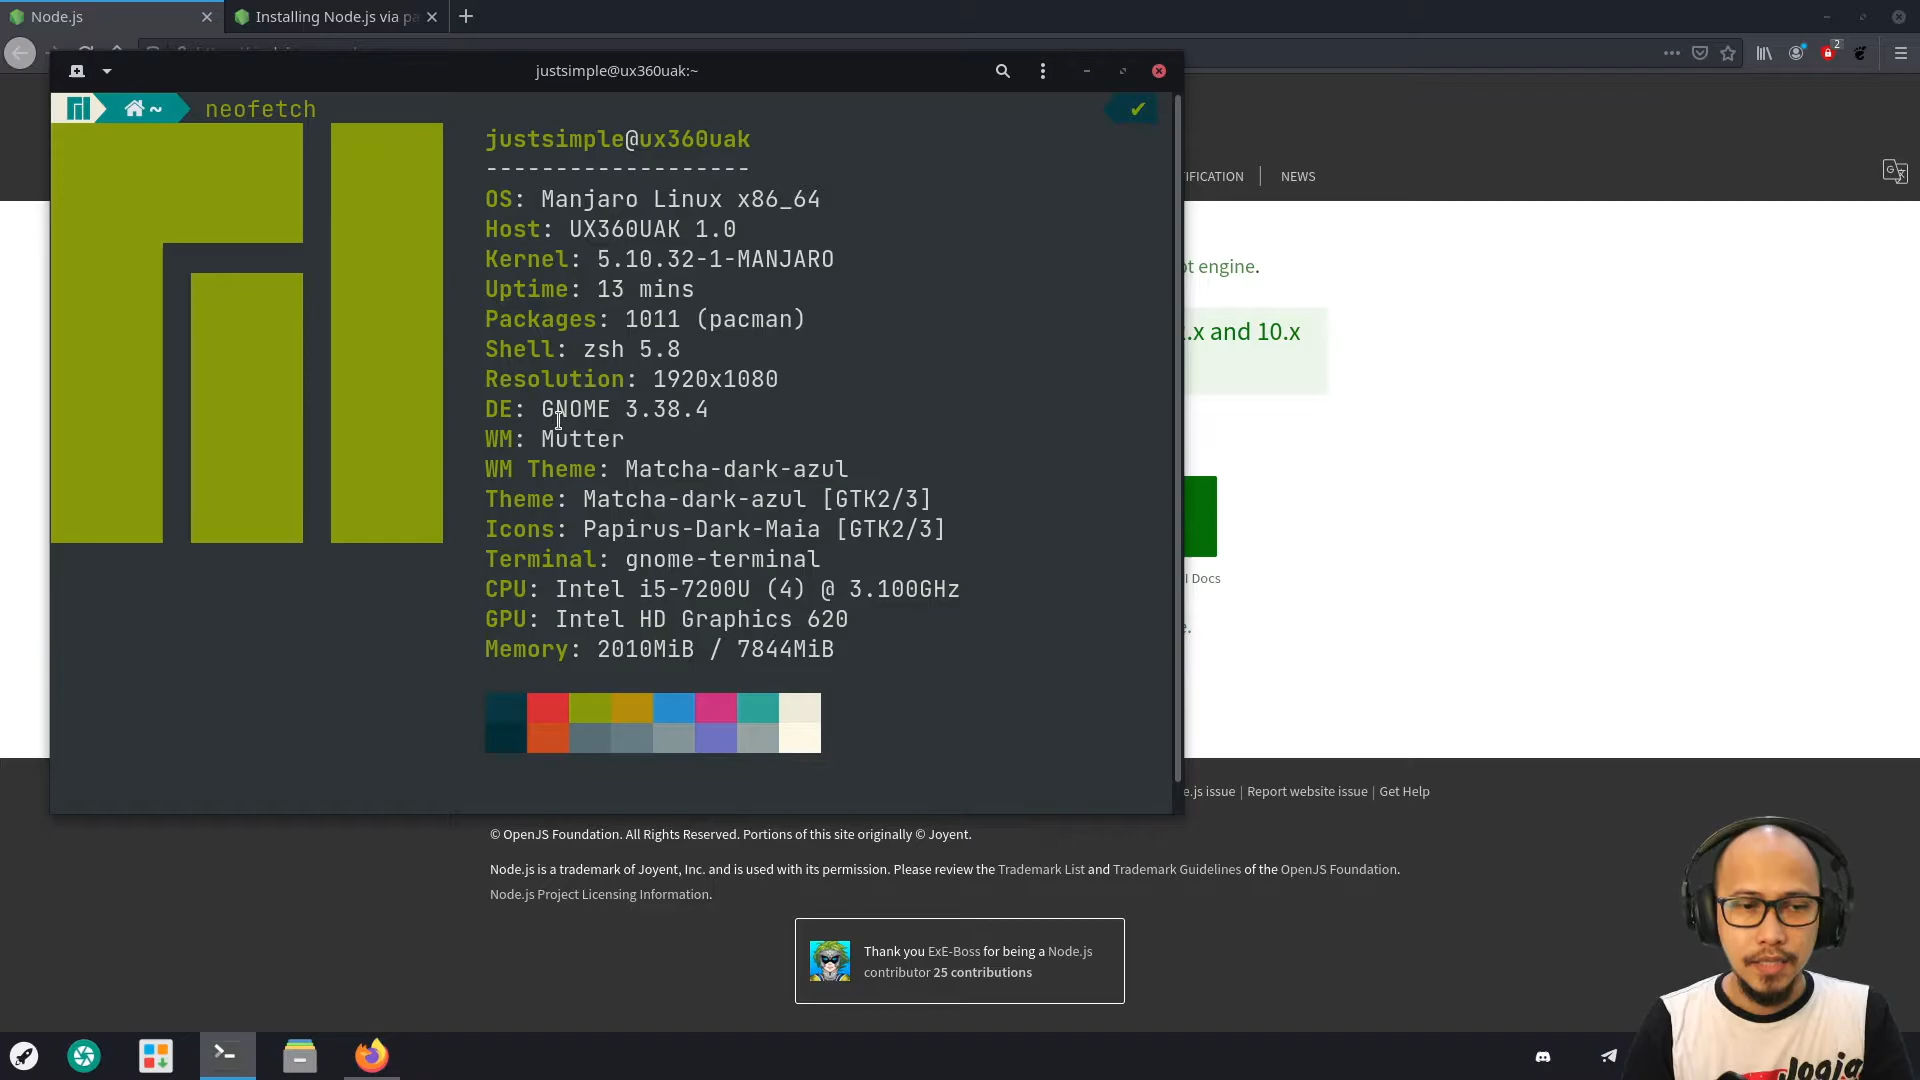 Node.js
Installing Node.js via pa
2
justsimple@ux360uak:~
~ neofetch
justsimple@ux360uak
-------------------
OS: Manjaro Linux x86_64
Host: UX360UAK 1.0
Kernel: 5.10.32-1-MANJARO
Uptime: 13 mins
Packages: 1011 (pacman)
Shell: zsh 5.8
Resolution: 1920x1080
DE: GNOME 3.38.4
WM: Mutter
WM Theme: Matcha-dark-azul
Theme: Matcha-dark-azul [GTK2/3]
Icons: Papirus-Dark-Maia [GTK2/3]
Terminal: gnome-terminal
CPU: Intel i5-7200U (4) @ 3.100GHz
GPU: Intel HD Graphics 620
Memory: 2010MiB / 7844MiB
TIFICATION | NEWS
ot engine.
.x and 10.x
I Docs
e.
e.js issue | Report website issue | Get Help
© OpenJS Foundation. All Rights Reserved. Portions of this site originally © Joyent.
Node.js is a trademark of Joyent, Inc. and is used with its permission. Please review the Trademark List and Trademark Guidelines of the OpenJS Foundation.
Node.js Project Licensing Information.
Thank you ExE-Boss for being a Node.js
contributor 25 contributions
Jogja